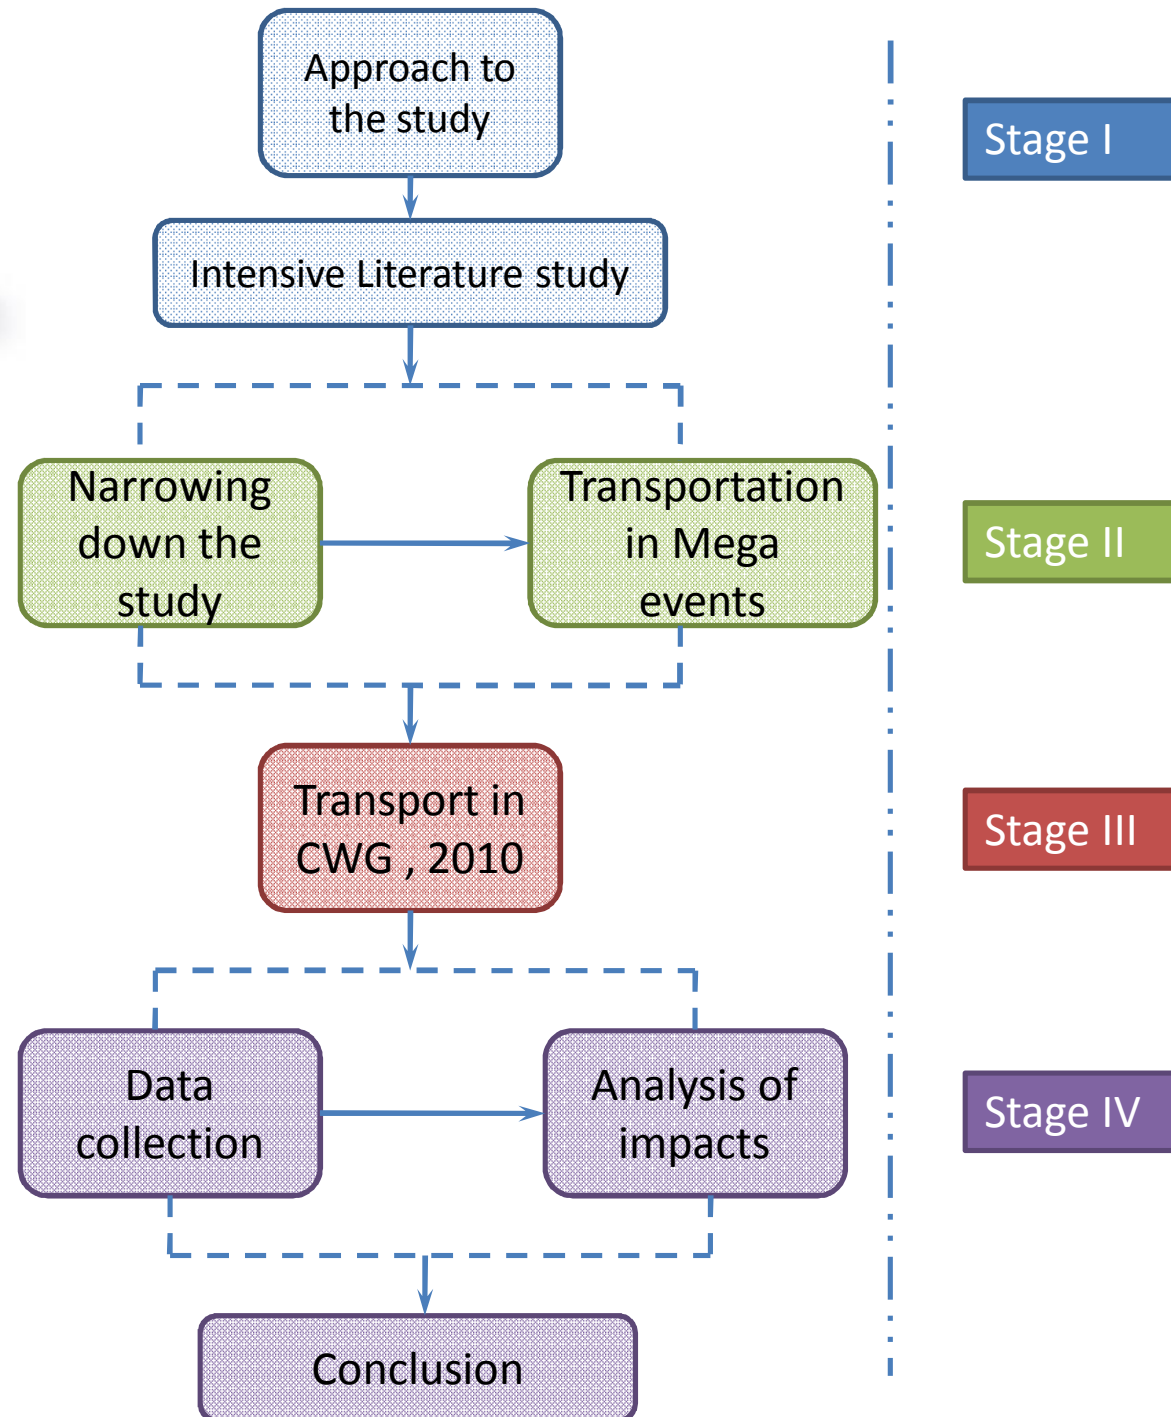 Approach to
the study
Stage I
Intensive Literature study
Narrowing
down the
study
Transportation
in Mega
events
Stage II
Transport in
CWG , 2010
Stage III
Data
collection
Analysis of
impacts
Stage IV
Conclusion